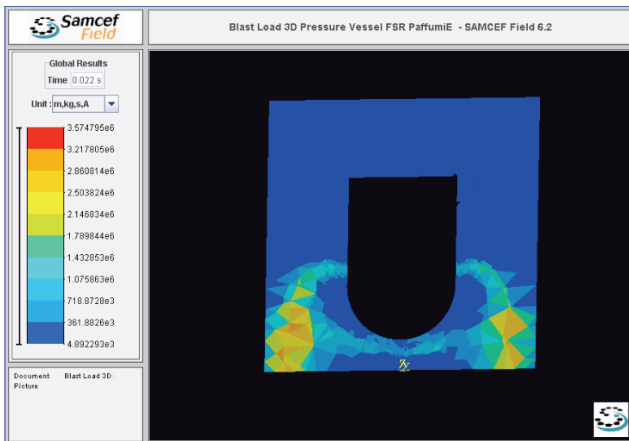 Samcef
Field
Blast Load 3D Pressure Vessel FSR PaffumiE - SAMCEF Field 6.2
Global Results
Time 0.022 s
Unit : m,kg,s,A
3.574795e6
3.217805e6
2.860814e6
2.503824e6
2.146834e6
1.789844e6
1.432853e6
1.075863e6
718.8728e3
361.8826e3
4.892293e3
Document Blast Load 3D
Picture